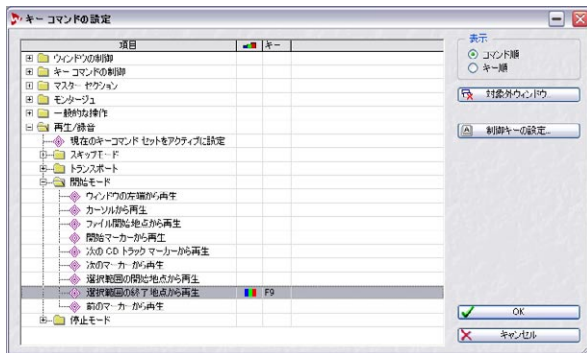 キー コマンドの設定
項目 キー
ウィンドウの制御
キー コマンドの制御
マスター セクション
モンタージュ
一般的な操作
再生/録音
現在のキーコマンド セットをアクティブに設定
スキップモード
トランスポート
開始モード
ウィンドウの左端から再生
カーソルから再生
ファイル開始地点から再生
開始マーカーから再生
次の CD トラック マーカーから再生
次のマーカーから再生
選択範囲の開始地点から再生
選択範囲の終了地点から再生 F9
前のマーカーから再生
停止モード
表示
コマンド順
キー順
対象外ウィンドウ
制御キーの設定...
OK
キャンセル